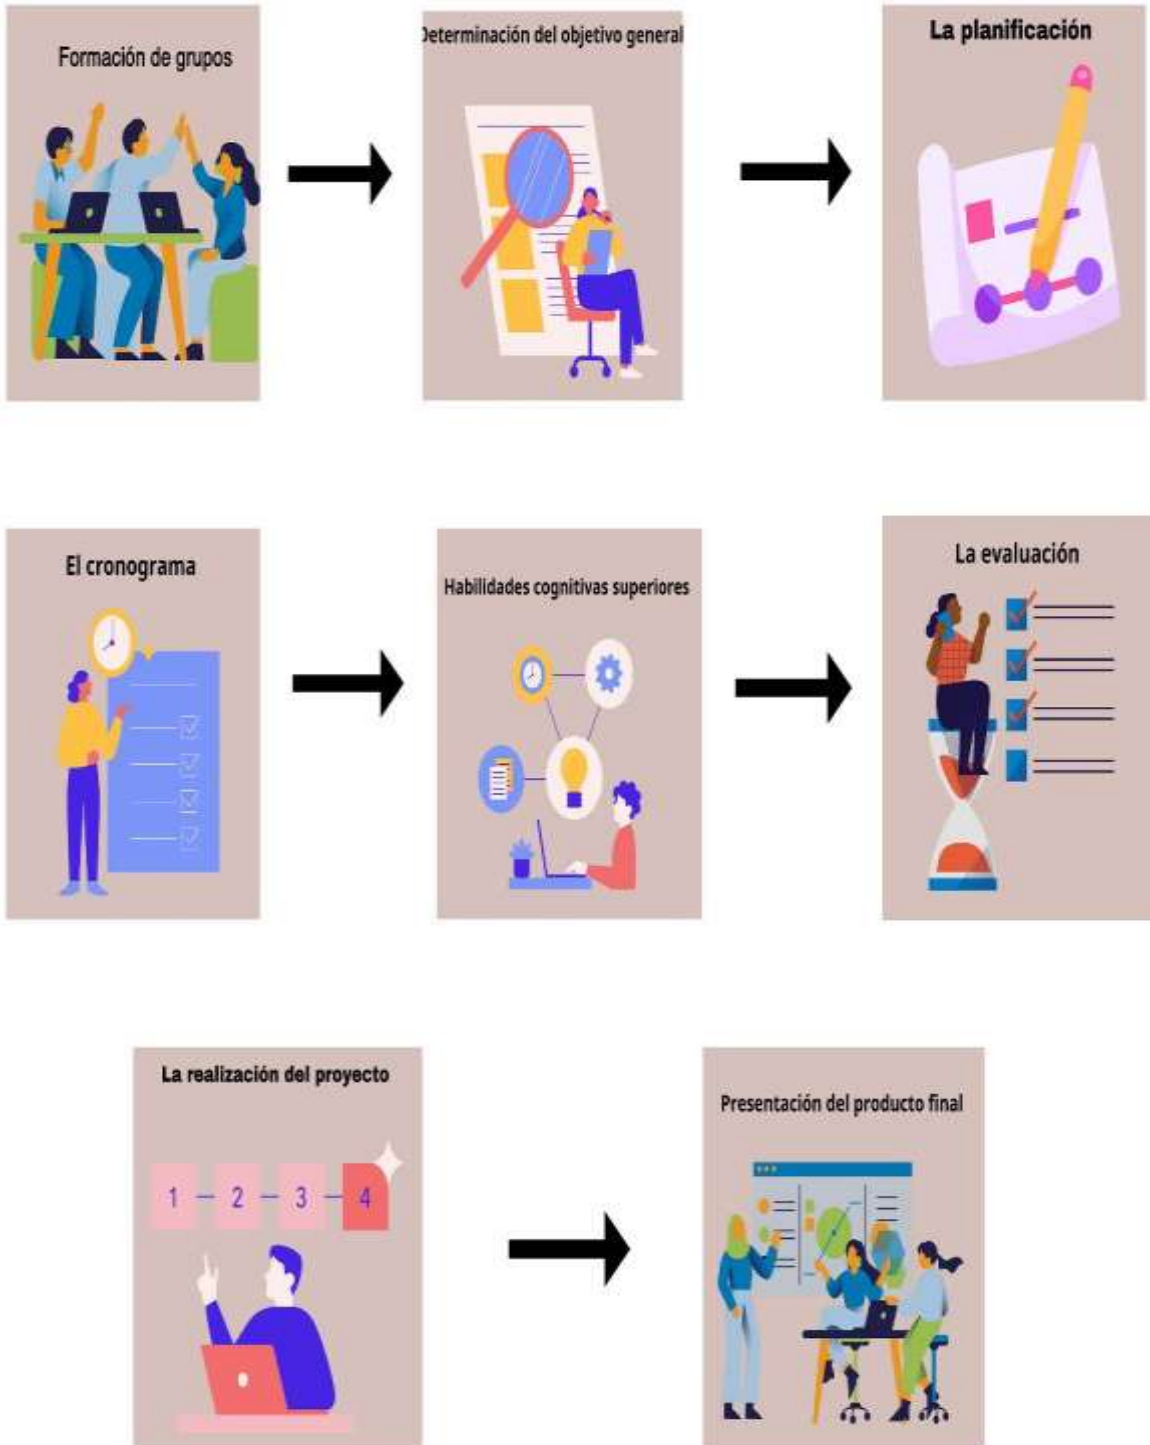 Formación de grupos
Determinación del objetivo general
La planificación
El cronograma
Habilidades cognitivas superiores
La evaluación
La realización del proyecto
1 - 2 - 3 - 4
Presentación del producto final